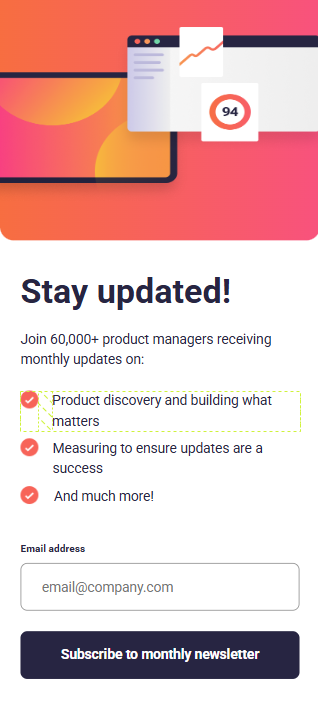 94
Stay updated!
Join 60,000+ product managers receiving
monthly updates on:
Product discovery and building what
matters
Measuring to ensure updates are a
success
And much more!
Email address
email@company.com
Subscribe to monthly newsletter